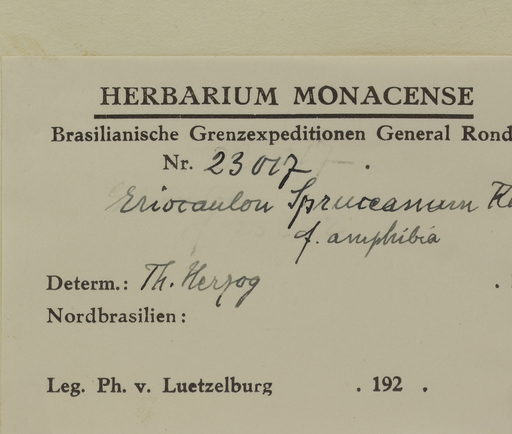 HERBARIUM MONACENSE
Brasilianische Grenzexpeditionen General Rond
Nr. 23017
Eriocaulon Spruceanum
f. amphibia
Determ.: Th. Herzog
Nordbrasilien:
Leg. Ph. v. Luetzelburg . 192 .